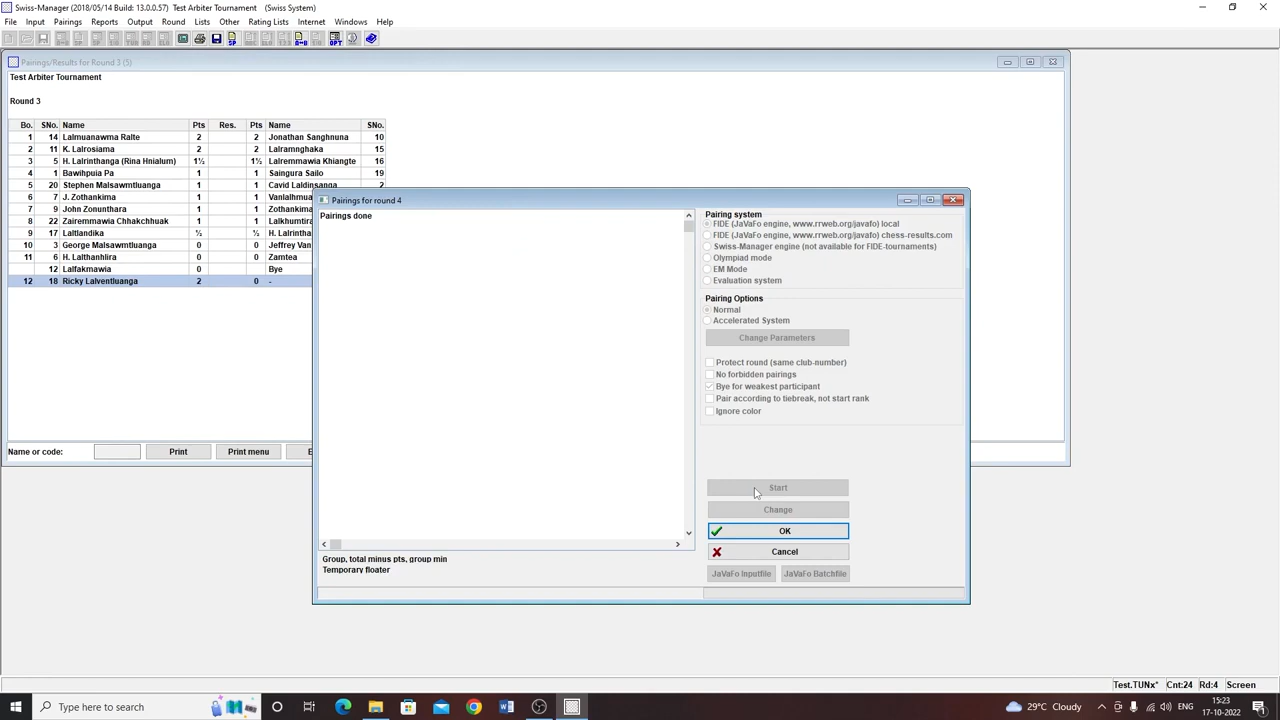 Swiss-Manager (2018/05/14 Build: 13.0.0.57) Test Arbiter Tournament (Swiss System)
File Input Pairings Reports Output Round Lists Other Rating Lists Internet Windows Help
Pairings/Results for Round 3 (5)
Test Arbiter Tournament
Round 3
Bo. SNo. Name Pts Res. Pts Name SNo.
1 14 Lalmuanawma Ralte 2 2 Jonathan Sanghnuna 10
2 11 K. Lalrosiama 2 2 Lalramnghaka 15
3 5 H. Lalrinthanga (Rina Hnialum) 1½ 1½ Lalremmawia Khiangte 16
4 1 Bawihpuia Pa 1 1 Saingura Sailo 19
5 20 Stephen Malsawmtluanga 1 1 Cavid Laldinsanga 2
6 7 J. Zothankima 1 1 Vanlalhmua
7 9 John Zonunthara 1 1 Zothankima
8 22 Zairemmawia Chhakchhuak 1 1 Lalkhumtira
9 17 Laltlandika ½ ½ H. Lalrintha
10 3 George Malsawmtluanga 0 0 Jeffrey Van
11 6 H. Lalthanhlira 0 0 Zamtea
12 Lalfakmawia 0 Bye
12 18 Ricky Lalventluanga 2 0 -
Name or code: Print Print menu E
Pairings for round 4
Pairings done
Group, total minus pts, group min
Temporary floater
Pairing system
FIDE (JaVaFo engine, www.rrweb.org/javafo) local
FIDE (JaVaFo engine, www.rrweb.org/javafo) chess-results.com
Swiss-Manager engine (not available for FIDE-tournaments)
Olympiad mode
EM Mode
Evaluation system
Pairing Options
Normal
Accelerated System
Change Parameters
Protect round (same club-number)
No forbidden pairings
Bye for weakest participant
Pair according to tiebreak, not start rank
Ignore color
Start
Change
OK
Cancel
JaVaFo Inputfile JaVaFo Batchfile
Test.TUNx* Cnt:24 Rd:4 Screen
Type here to search
29°C Cloudy
15:23
17-10-2022